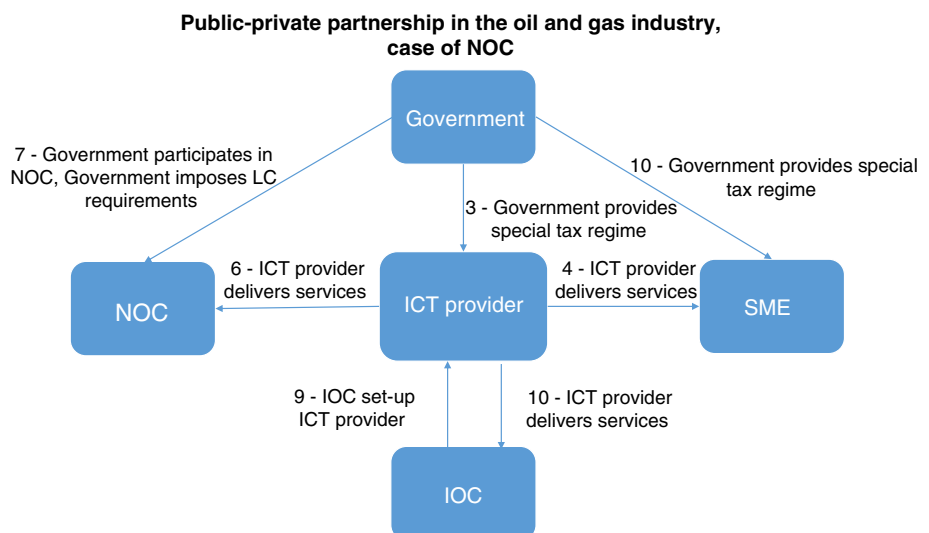 Public-private partnership in the oil and gas industry,
case of NOC
Government
7 - Government participates in
NOC, Government imposes LC
requirements
10 - Government provides special
tax regime
3 - Government provides
special tax regime
6 - ICT provider
delivers services
4 - ICT provider
delivers services
NOC
ICT provider
SME
9 - IOC set-up
ICT provider
10 - ICT provider
delivers services
IOC